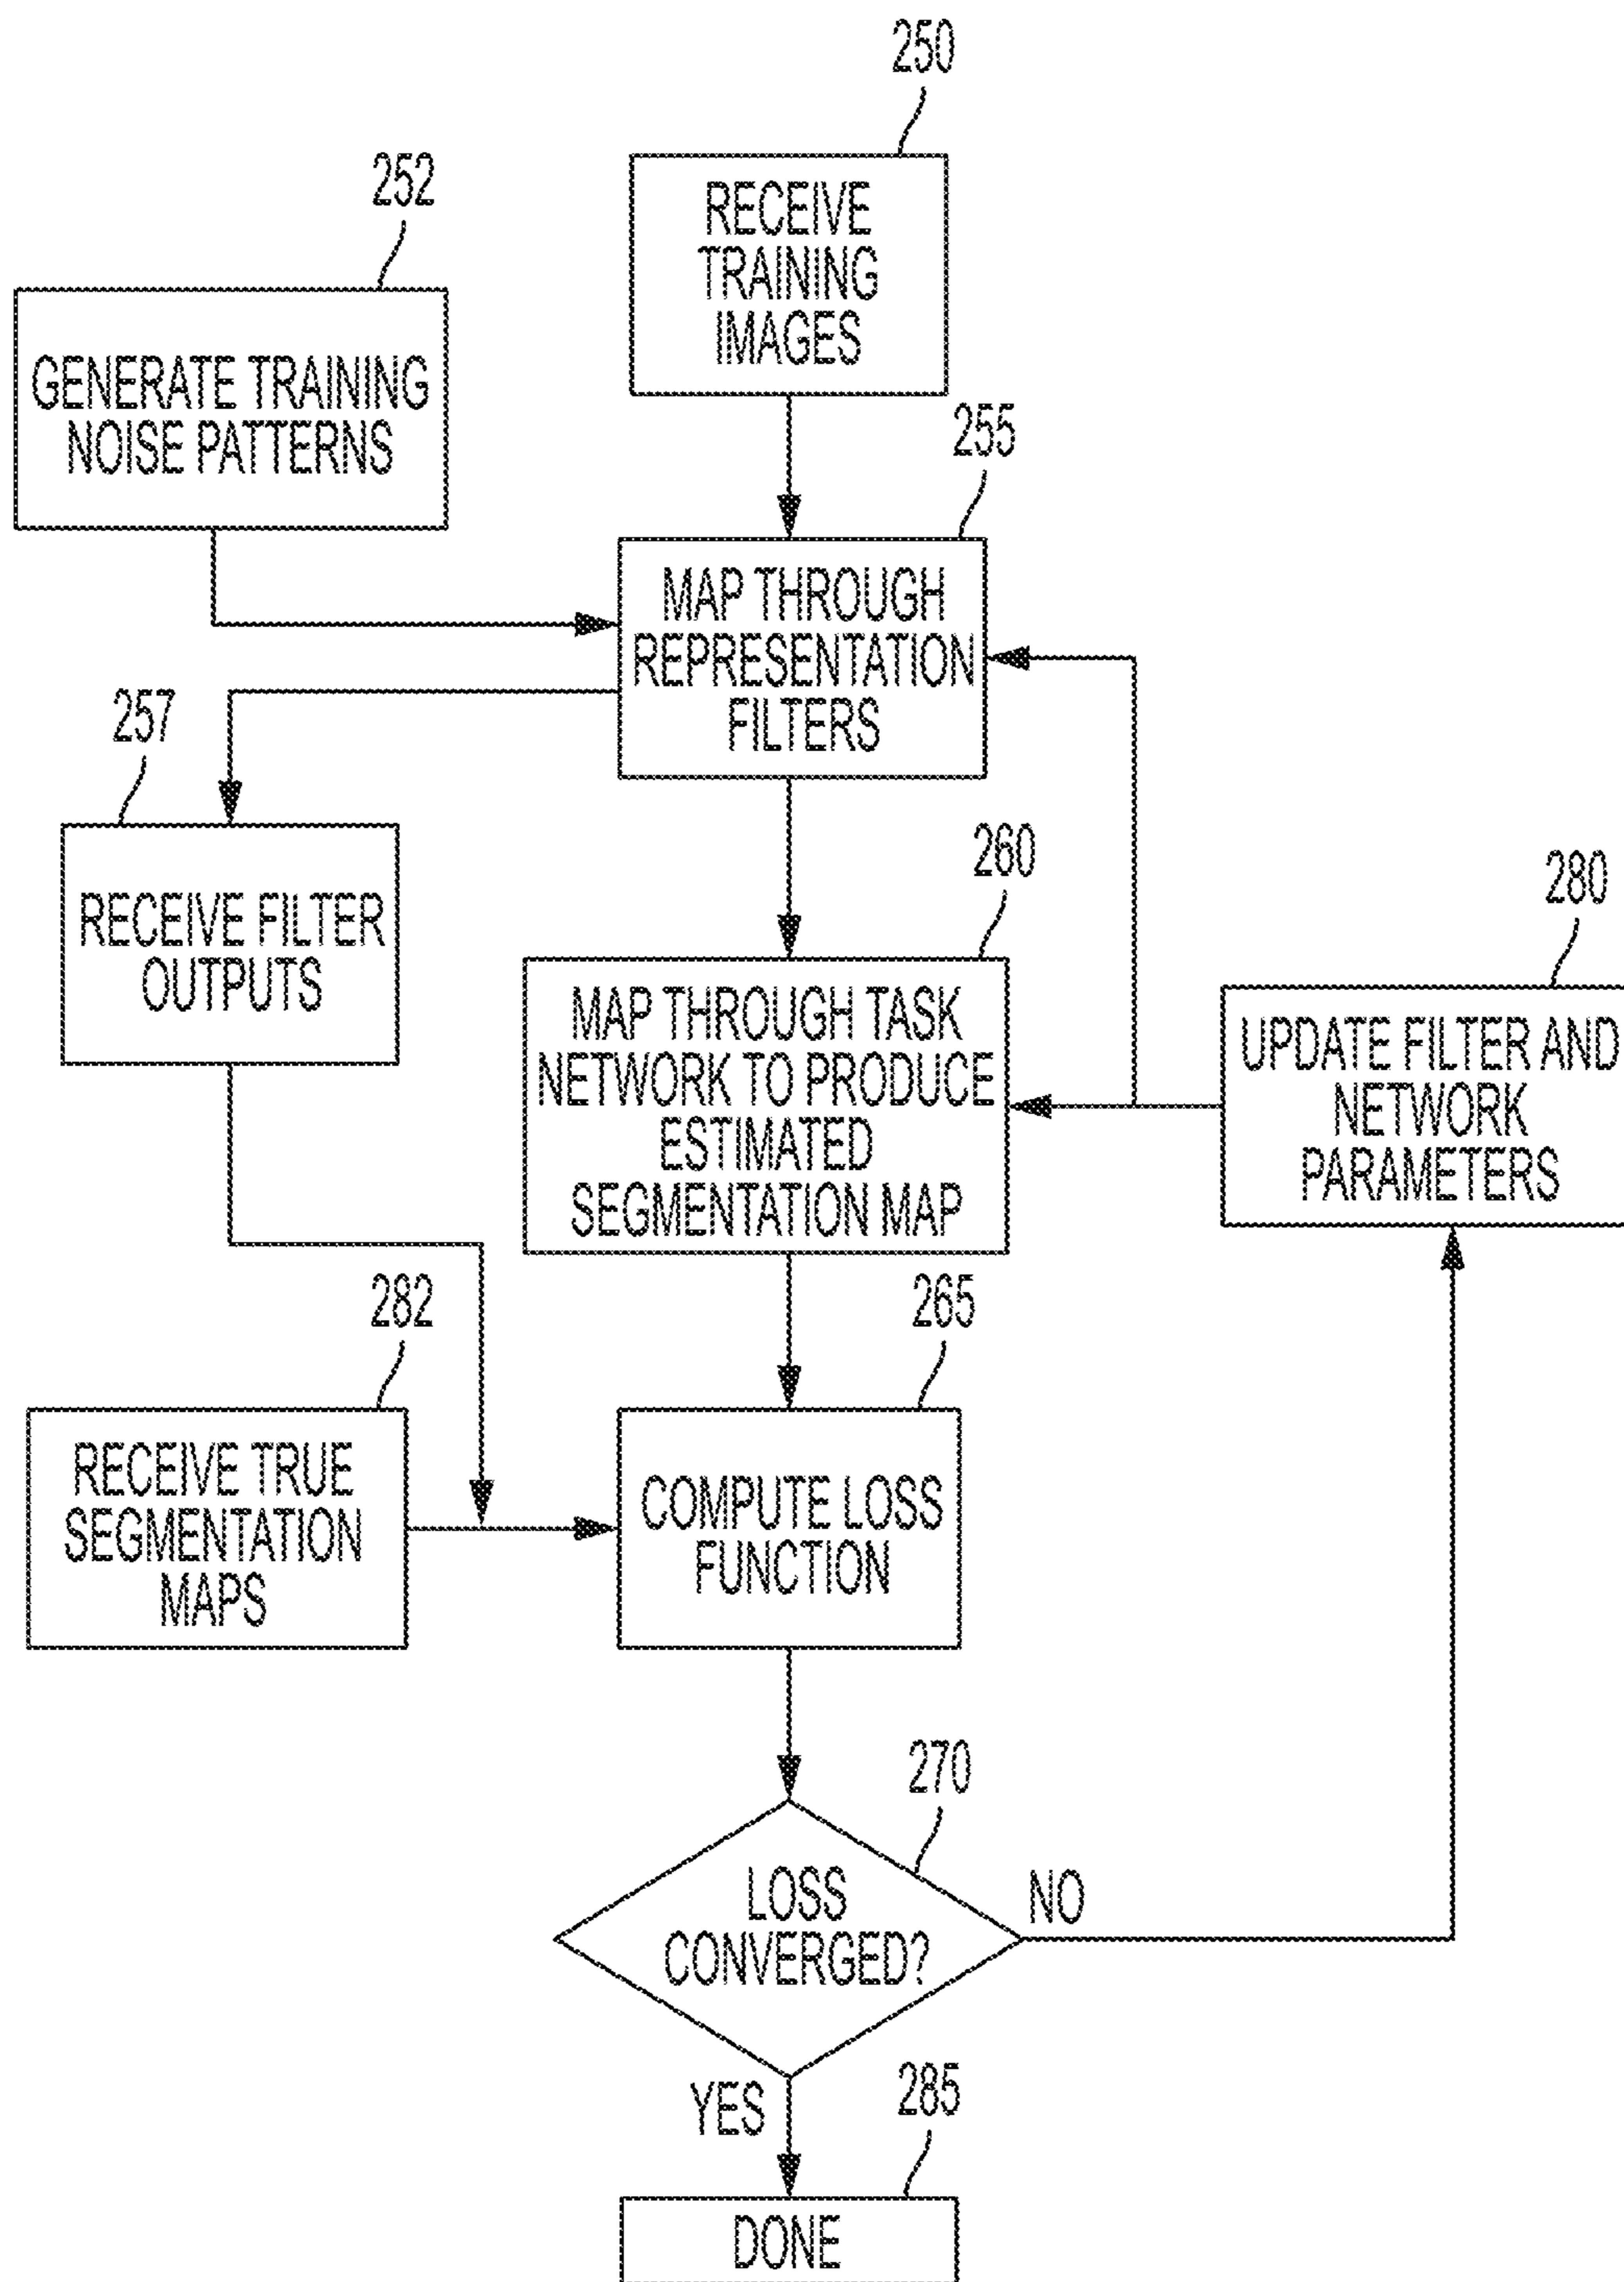 250
RECEIVE
TRAINING
IMAGES
252
GENERATE TRAINING
NOISE PATTERNS
255
MAP THROUGH
REPRESENTATION
FILTERS
257
RECEIVE FILTER
OUTPUTS
260
MAP THROUGH TASK
NETWORK TO PRODUCE
ESTIMATED
SEGMENTATION MAP
280
UPDATE FILTER AND
NETWORK
PARAMETERS
282
RECEIVE TRUE
SEGMENTATION
MAPS
265
COMPUTE LOSS
FUNCTION
270
LOSS
CONVERGED?
NO
YES
285
DONE